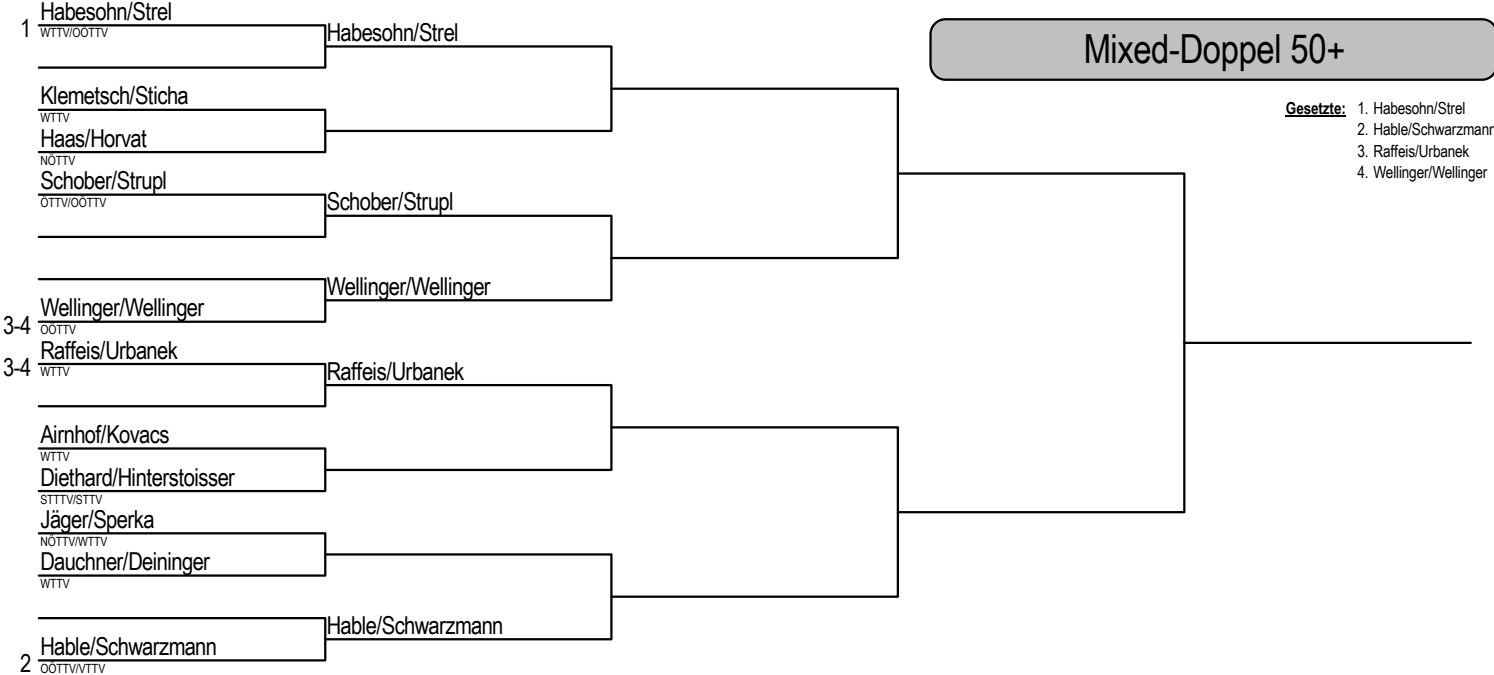 Mixed-Doppel 50+
Gesetzte: 1. Habesohn/Strel
2. Hable/Schwarzmann
3. Raffeis/Urbanek
4. Wellinger/Wellinger
Habesohn/Strel
1 WTTV/OÖTTV
Habesohn/Strel
Klemetsch/Sticha
WTTV
Haas/Horvat
NÖTTV
Schober/Strupl
ÖTTV/OÖTTV
Schober/Strupl
Wellinger/Wellinger
Wellinger/Wellinger
3-4 OÖTTV
Raffeis/Urbanek
3-4 WTTV
Raffeis/Urbanek
Airnhof/Kovacs
WTTV
Diethard/Hinterstoisser
STTTV/STTV
Jäger/Sperka
NÖTTV/WTTV
Dauchner/Deininger
WTTV
Hable/Schwarzmann
Hable/Schwarzmann
2 OÖTTV/VTTV